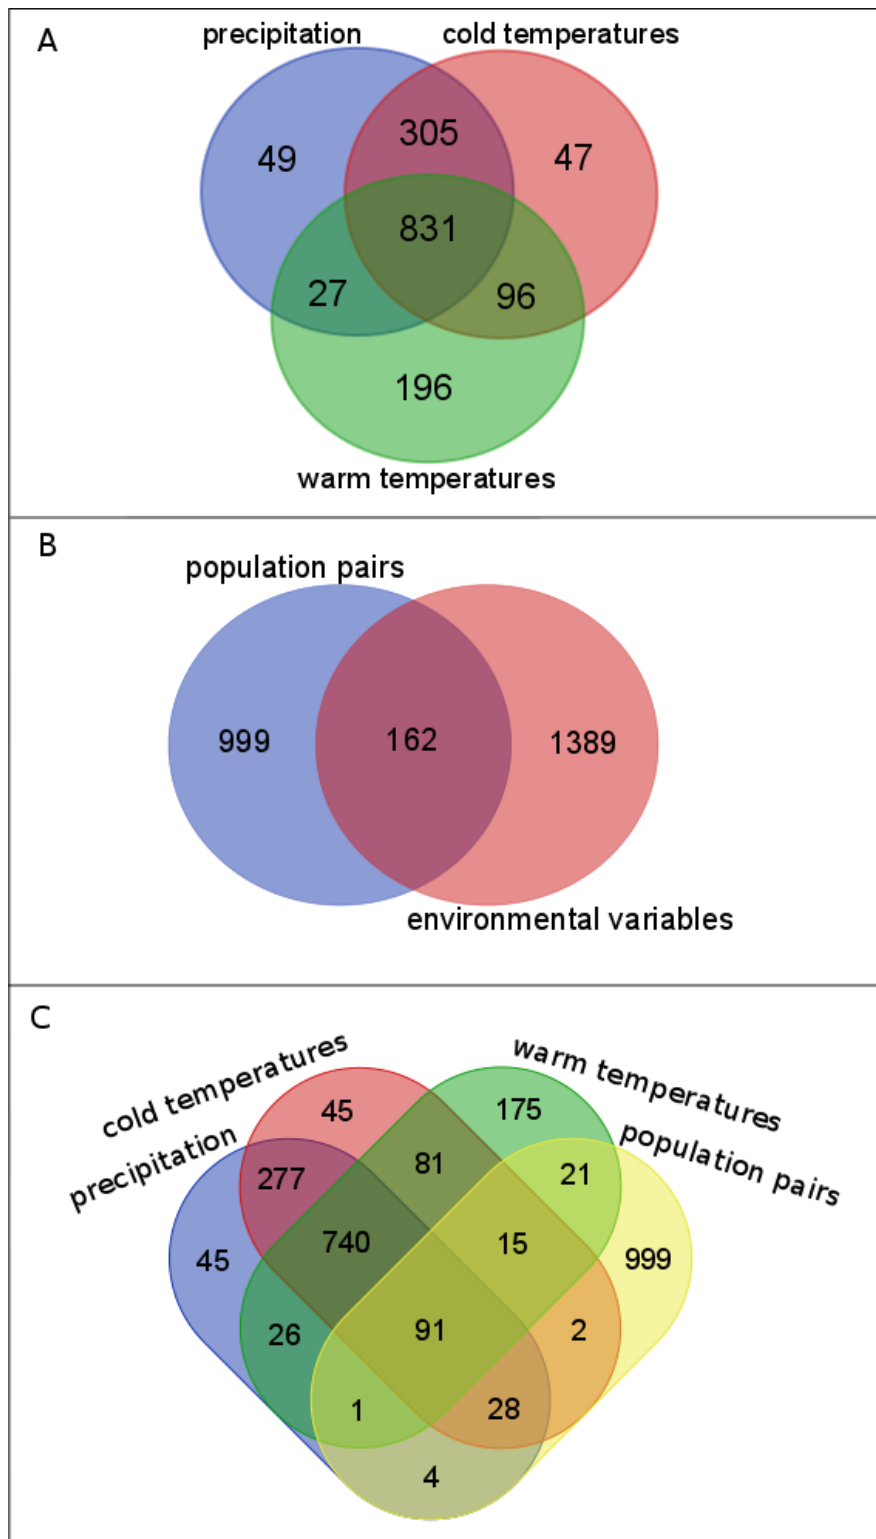 A
precipitation
cold temperatures
305
49
47
831
27
96
196
warm temperatures
B
population pairs
999
162
1389
environmental variables
C
cold temperatures
warm temperatures
precipitation
population pairs
45
175
277
81
21
740
15
45
999
26
91
2
1
28
4